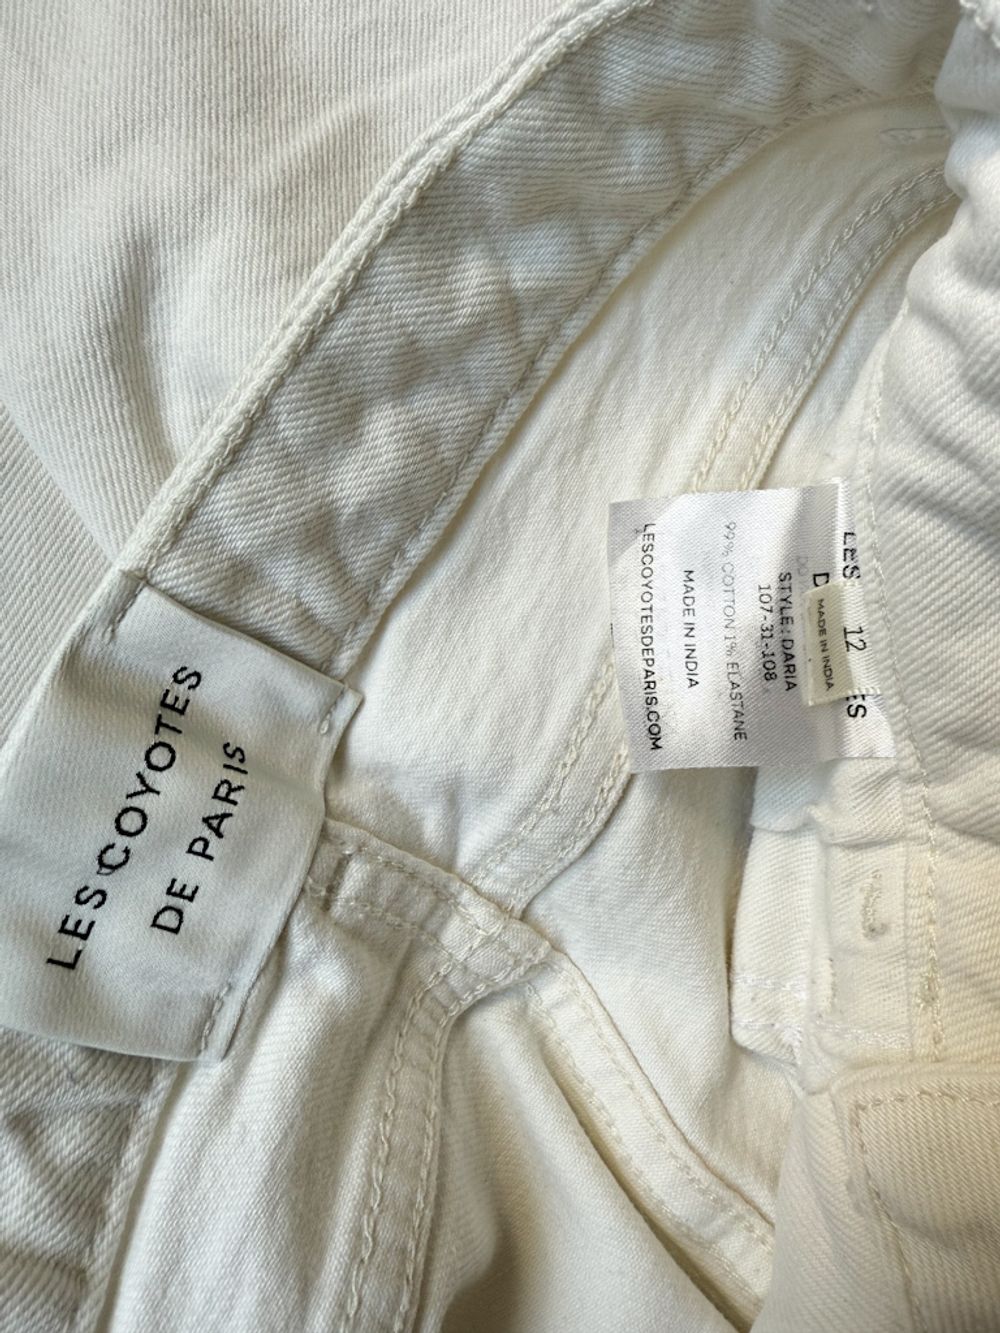 LES COYOTES
DE PARIS
LES
12
MADE IN INDIA
STYLE: DARIA
107-31-108
99% COTTON 1% ELASTANE
MADE IN INDIA
LESCOYOTESDEPARIS.COM